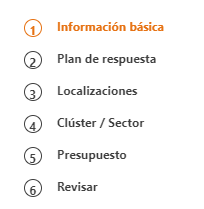 1 Información básica
2 Plan de respuesta
3 Localizaciones
4 Clúster / Sector
5 Presupuesto
6 Revisar